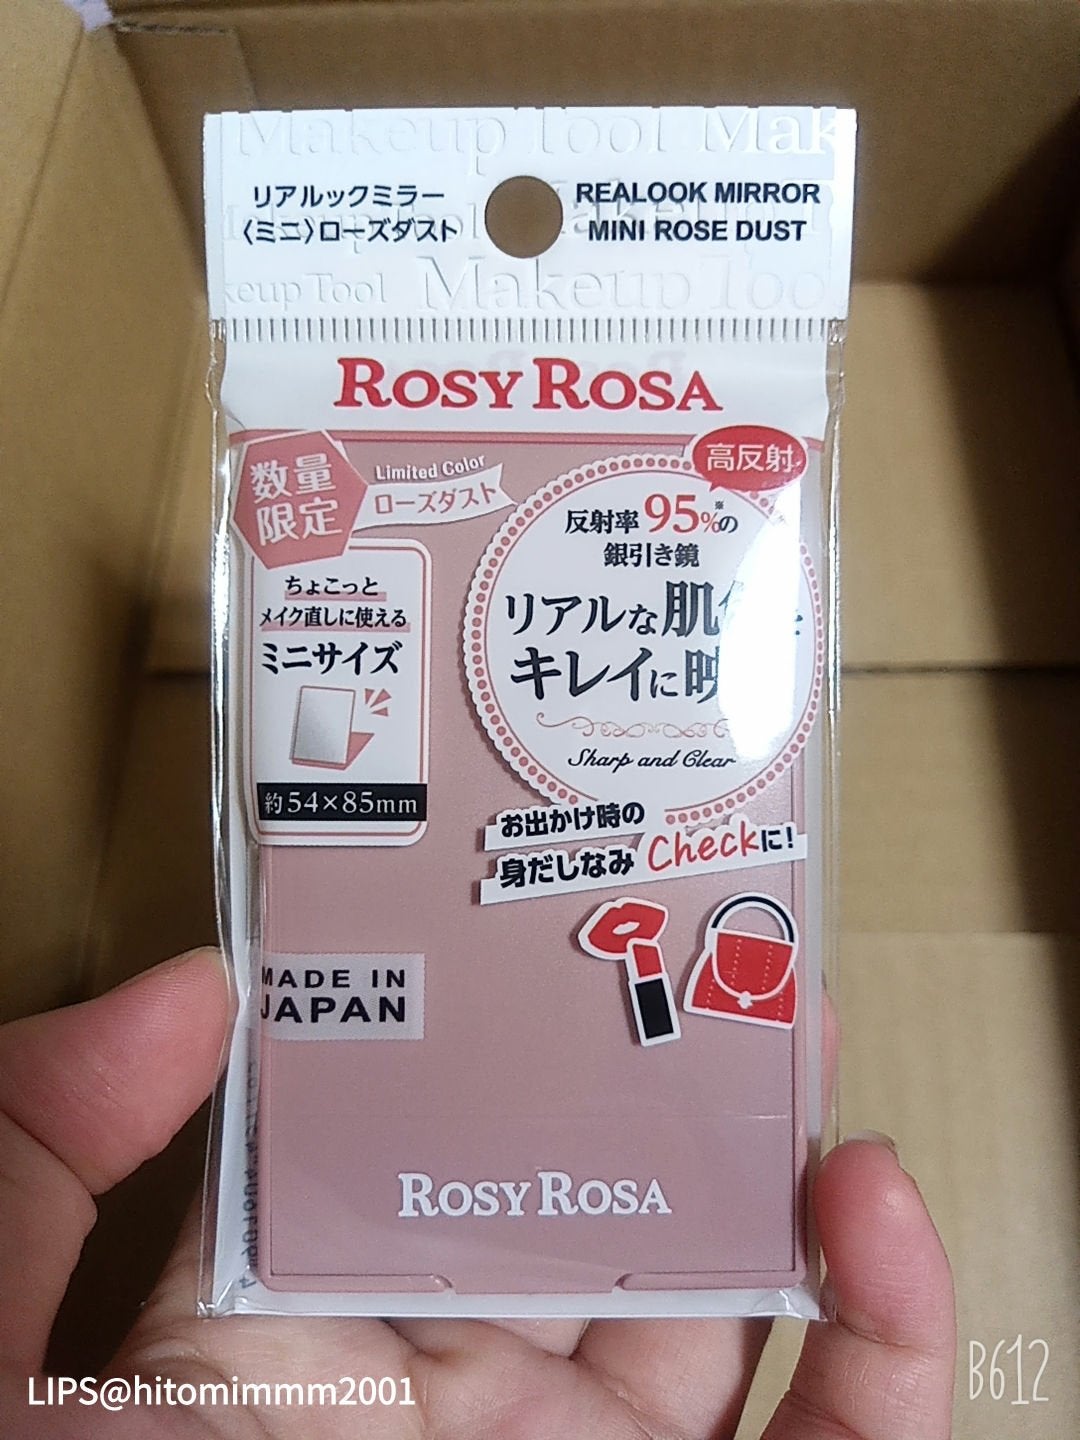 Makeup Tool Mak
リアルックミラー
〈ミニ〉ローズダスト
REALOOK MIRROR
MINI ROSE DUST
Makeup Tool
Makeup Tool
ROSY ROSA
数量
限定
Limited Color
ローズダスト
高反射
反射率95%※の
銀引き鏡
リアルな肌
キレイに映
Sharp and Clear
ちょこっと
メイク直しに使える
ミニサイズ
約54×85mm
お出かけ時の
身だしなみCheckに!
MADE IN
JAPAN
ROSY ROSA
LIPS@hitomimmm2001
B612